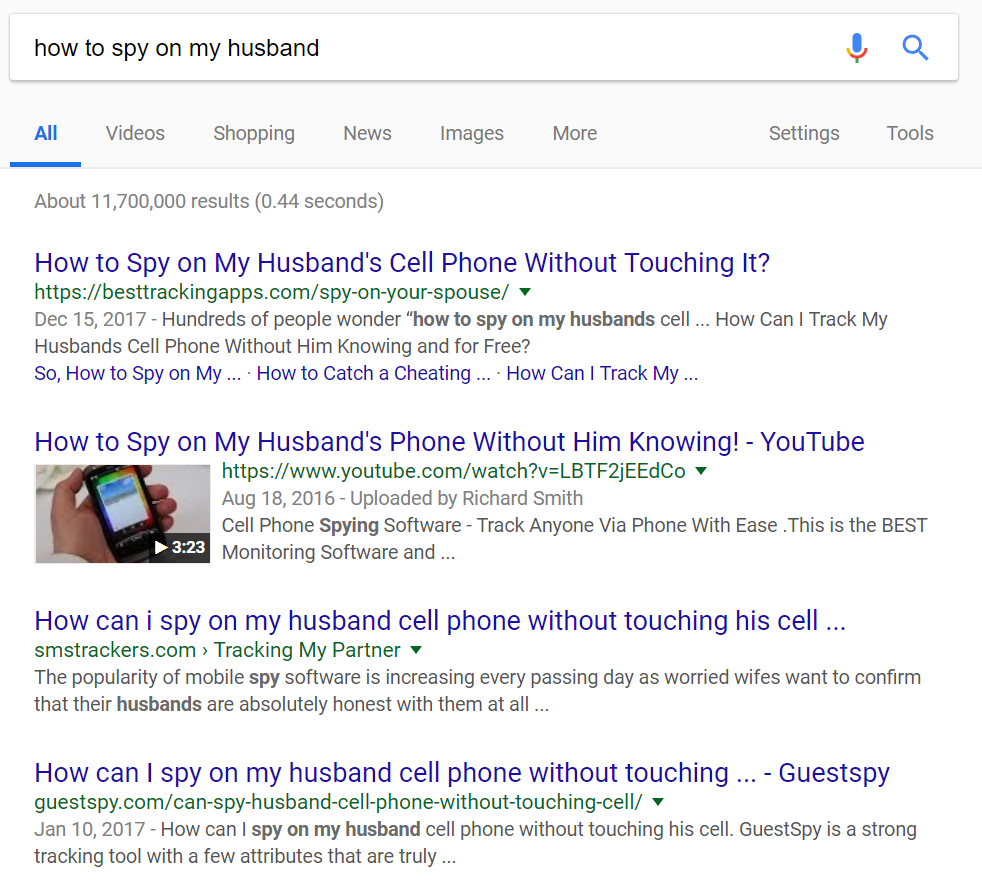 how to spy on my husband
All Videos Shopping News Images More Settings Tools
About 11,700,000 results (0.44 seconds)
How to Spy on My Husband's Cell Phone Without Touching It?
https://besttrackingapps.com/spy-on-your-spouse/
Dec 15, 2017 - Hundreds of people wonder “how to spy on my husbands cell ... How Can I Track My
Husbands Cell Phone Without Him Knowing and for Free?
So, How to Spy on My ... · How to Catch a Cheating ... · How Can I Track My ...
How to Spy on My Husband's Phone Without Him Knowing! - YouTube
https://www.youtube.com/watch?v=LBTF2jEEdCo
Aug 18, 2016 - Uploaded by Richard Smith
Cell Phone Spying Software - Track Anyone Via Phone With Ease .This is the BEST
Monitoring Software and ...
3:23
How can i spy on my husband cell phone without touching his cell ...
smstrackers.com › Tracking My Partner
The popularity of mobile spy software is increasing every passing day as worried wifes want to confirm
that their husbands are absolutely honest with them at all ...
How can I spy on my husband cell phone without touching ... - Guestspy
guestspy.com/can-spy-husband-cell-phone-without-touching-cell/
Jan 10, 2017 - How can I spy on my husband cell phone without touching his cell. GuestSpy is a strong
tracking tool with a few attributes that are truly ...